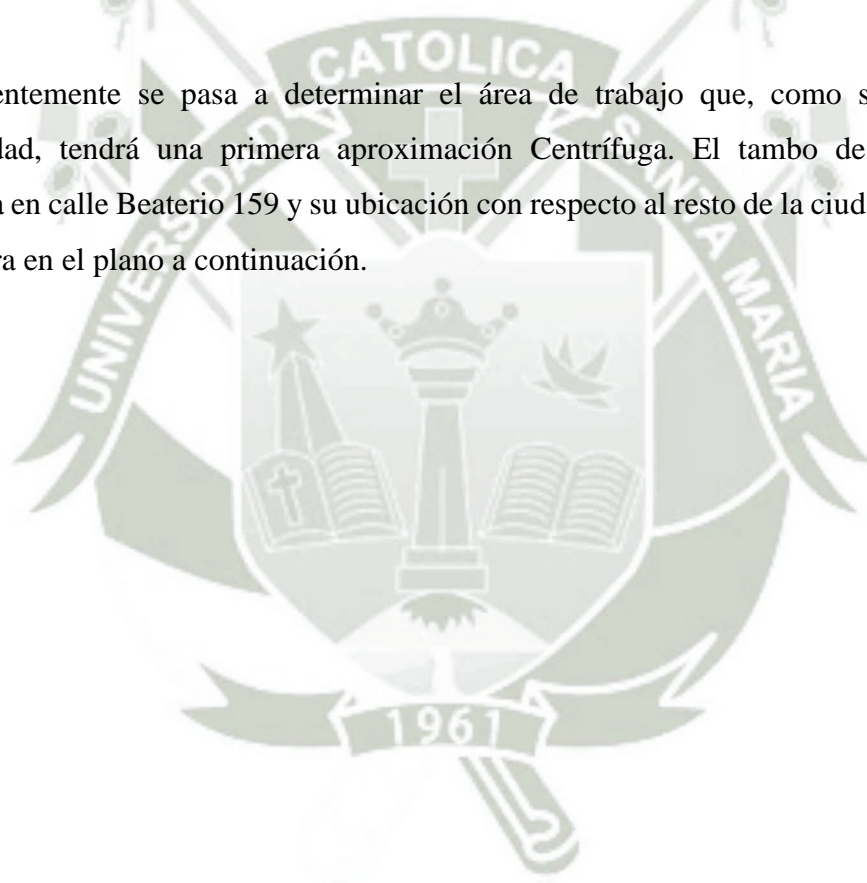 CATOLICA
entemente se pasa a determinar el área de trabajo que, como s
dad, tendrá una primera aproximación Centrífuga. El tambo de
a en calle Beaterio 159 y su ubicación con respecto al resto de la ciud
ra en el plano a continuación.
UNIVERSIDAD
SANTA MARIA
1961